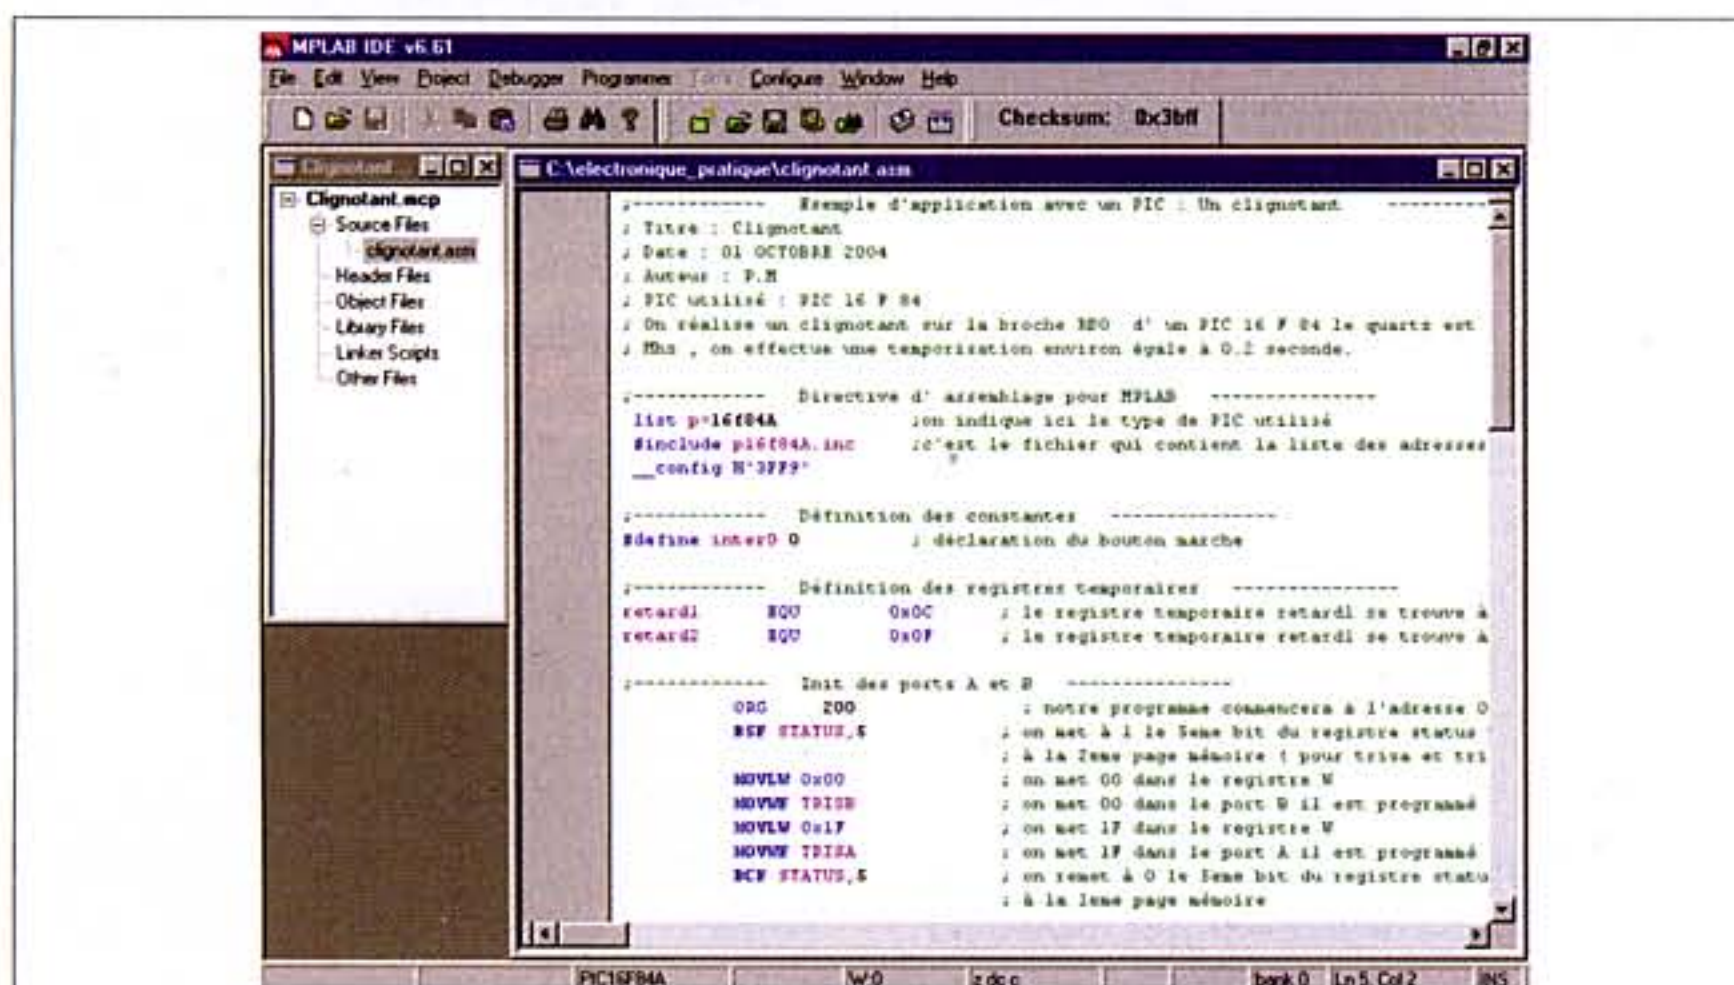 MPLAB IDE v6.61
File Edit View Project Debugger Programmer Tools Configure Window Help
Checksum: 0x3bff
Clignotant
Clignotant.mcp
Source Files
clignotant.asm
Header Files
Object Files
Library Files
Linker Scripts
Other Files
C:\electronique_pratique\clignotant.asm
;------------ Exemple d'application avec un PIC : Un clignotant ---------
; Titre : Clignotant
; Date : 01 OCTOBRE 2004
; Auteur : P.M
; PIC utilisé : PIC 16 F 84
; On réalise un clignotant sur la broche RB0 d' un PIC 16 F 84 le quartz est
; Mhz , on effectue une temporisation environ égale à 0.2 seconde.
;------------ Directive d' assemblage pour MPLAB ---------------
list p=16f84A ;on indique ici le type de PIC utilisé
#include p16f84A.inc ;c'est le fichier qui contient la liste des adresses
__config H'3FF9'
;------------ Définition des constantes ---------------
#define inter0 0 ; déclaration du bouton marche
;------------ Définition des registres temporaires ---------------
retard1 EQU 0x0C ; le registre temporaire retard1 se trouve à
retard2 EQU 0x0F ; le registre temporaire retard1 se trouve à
;------------ Init des ports A et B ---------------
ORG 200 ; notre programme commencera à l'adresse 0
BSF STATUS,5 ; on met à 1 le 5eme bit du registre status
; à la 2eme page mémoire ( pour trisa et tri
MOVLW 0x00 ; on met 00 dans le registre W
MOVWF TRISB ; on met 00 dans le port B il est programmé
MOVLW 0x1F ; on met 1F dans le registre W
MOVWF TRISA ; on met 1F dans le port A il est programmé
BCF STATUS,5 ; on remet à 0 le 5eme bit du registre statu
; à la 1eme page mémoire
PIC16F84A W:0 z dc c bank 0 Ln 5, Col 2 INS